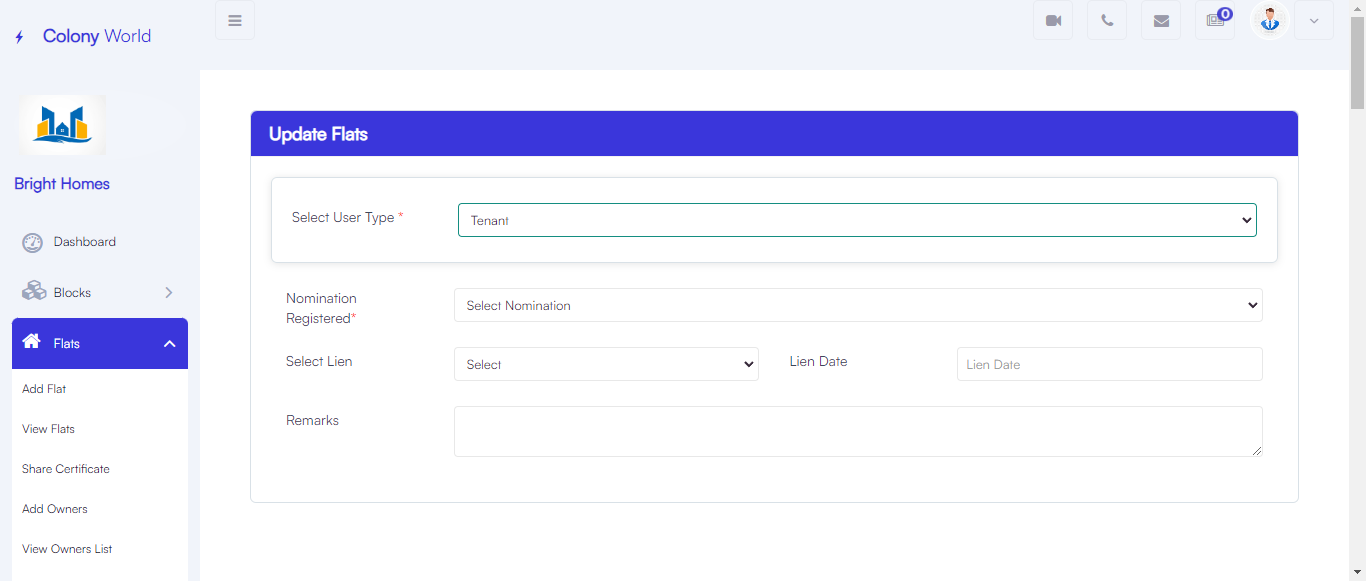 Colony World
0
Bright Homes
Dashboard
Blocks
Flats
Add Flat
View Flats
Share Certificate
Add Owners
View Owners List
Update Flats
Select User Type *
Tenant
Nomination
Registered*
Select Nomination
Select Lien
Select
Lien Date
Lien Date
Remarks